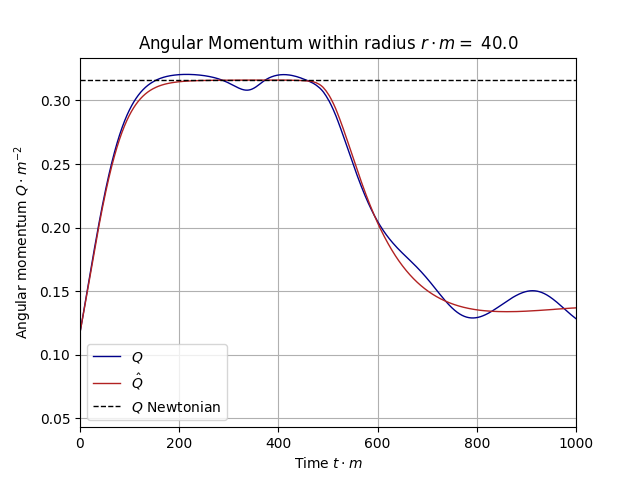 Angular Momentum within radius r · m = 40.0
Angular momentum Q · m⁻²
0.30
0.25
0.20
0.15
0.10
0.05
Q
Q̂
Q Newtonian
0 200 400 600 800 1000
Time t · m